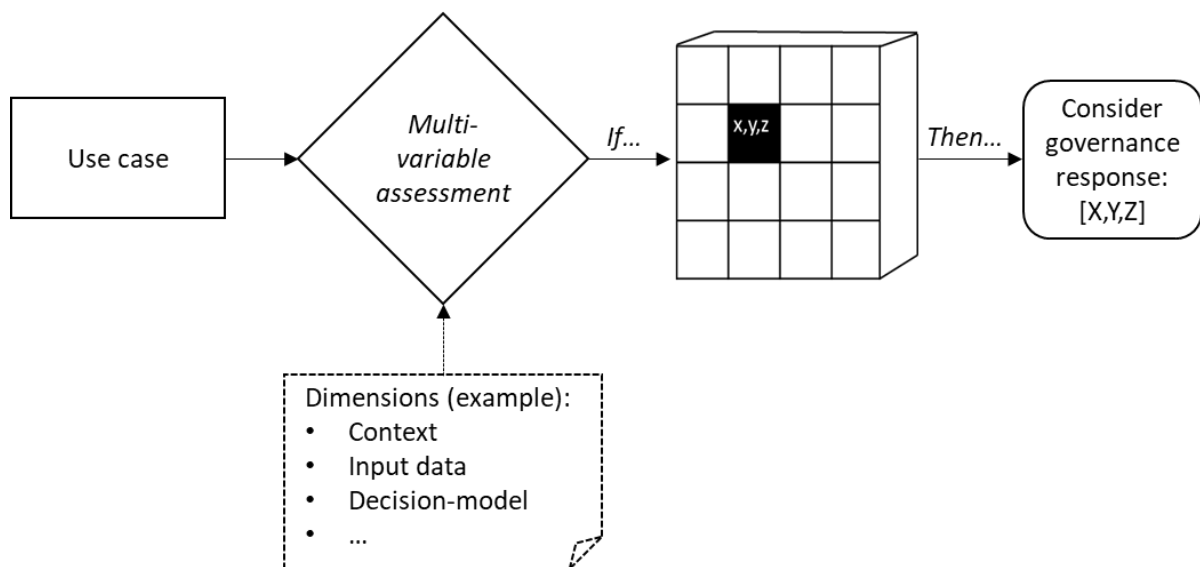 Use case
Multi-
variable
assessment
If...
x,y,z
Then...
Consider
governance
response:
[X,Y,Z]
Dimensions (example):
• Context
• Input data
• Decision-model
• ...